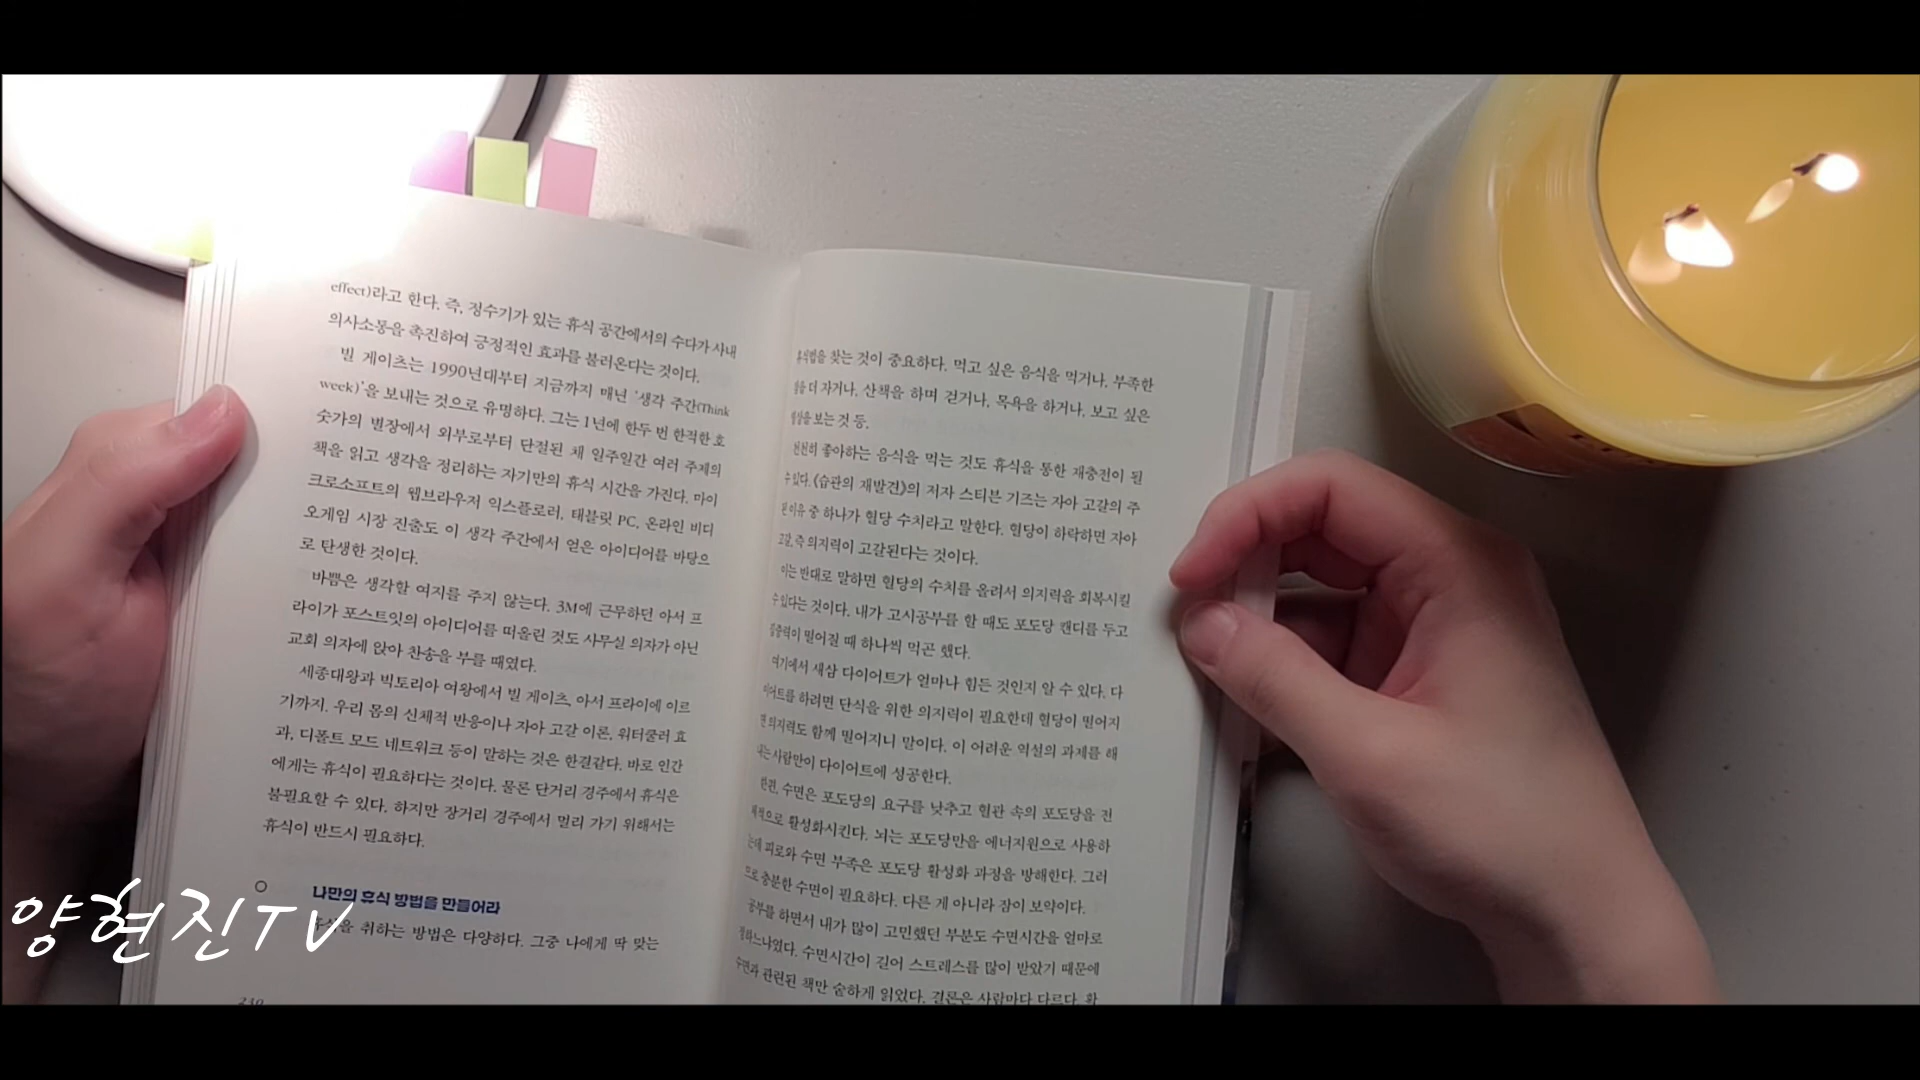 effect)라고 한다. 즉, 정수기가 있는 휴식 공간에서의 수다가 사내
의사소통을 촉진하여 긍정적인 효과를 불러온다는 것이다.
빌 게이츠는 1990년대부터 지금까지 매년 '생각 주간(Think
week)'을 보내는 것으로 유명하다. 그는 1년에 한두 번 한적한 호
숫가의 별장에서 외부로부터 단절된 채 일주일간 여러 주제의
책을 읽고 생각을 정리하는 자기만의 휴식 시간을 가진다. 마이
크로소프트의 웹브라우저 익스플로러, 태블릿 PC, 온라인 비디
오게임 시장 진출도 이 생각 주간에서 얻은 아이디어를 바탕으
로 탄생한 것이다.
바쁨은 생각할 여지를 주지 않는다. 3M에 근무하던 아서 프
라이가 포스트잇의 아이디어를 떠올린 것도 사무실 의자가 아닌
교회 의자에 앉아 찬송을 부를 때였다.
세종대왕과 빅토리아 여왕에서 빌 게이츠, 아서 프라이에 이르
기까지. 우리 몸의 신체적 반응이나 자아 고갈 이론, 워터쿨러 효
과, 디폴트 모드 네트워크 등이 말하는 것은 한결같다. 바로 인간
에게는 휴식이 필요하다는 것이다. 물론 단거리 경주에서 휴식은
불필요할 수 있다. 하지만 장거리 경주에서 멀리 가기 위해서는
휴식이 반드시 필요하다.
나만의 휴식 방법을 만들어라
휴식을 취하는 방법은 다양하다. 그중 나에게 딱 맞는
230
휴식법을 찾는 것이 중요하다. 먹고 싶은 음식을 먹거나, 부족한
잠을 더 자거나, 산책을 하며 걷거나, 목욕을 하거나, 보고 싶은
영상을 보는 것 등.
천천히 좋아하는 음식을 먹는 것도 휴식을 통한 재충전이 될
수 있다. 《습관의 재발견》의 저자 스티븐 기즈는 자아 고갈의 주
된 이유 중 하나가 혈당 수치라고 말한다. 혈당이 하락하면 자아
고갈, 즉 의지력이 고갈된다는 것이다.
이는 반대로 말하면 혈당의 수치를 올려서 의지력을 회복시킬
수 있다는 것이다. 내가 고시공부를 할 때도 포도당 캔디를 두고
집중력이 떨어질 때 하나씩 먹곤 했다.
여기에서 새삼 다이어트가 얼마나 힘든 것인지 알 수 있다. 다
이어트를 하려면 단식을 위한 의지력이 필요한데 혈당이 떨어지
면 의지력도 함께 떨어지니 말이다. 이 어려운 역설의 과제를 해
내는 사람만이 다이어트에 성공한다.
한편, 수면은 포도당의 요구를 낮추고 혈관 속의 포도당을 전
체적으로 활성화시킨다. 뇌는 포도당만을 에너지원으로 사용하
는데 피로와 수면 부족은 포도당 활성화 과정을 방해한다. 그러
므로 충분한 수면이 필요하다. 다른 게 아니라 잠이 보약이다.
공부를 하면서 내가 많이 고민했던 부분도 수면시간을 얼마로
정하느냐였다. 수면시간이 길어 스트레스를 많이 받았기 때문에
수면과 관련된 책만 숱하게 읽었다. 결론은 사람마다 다르다. 확
양현진TV